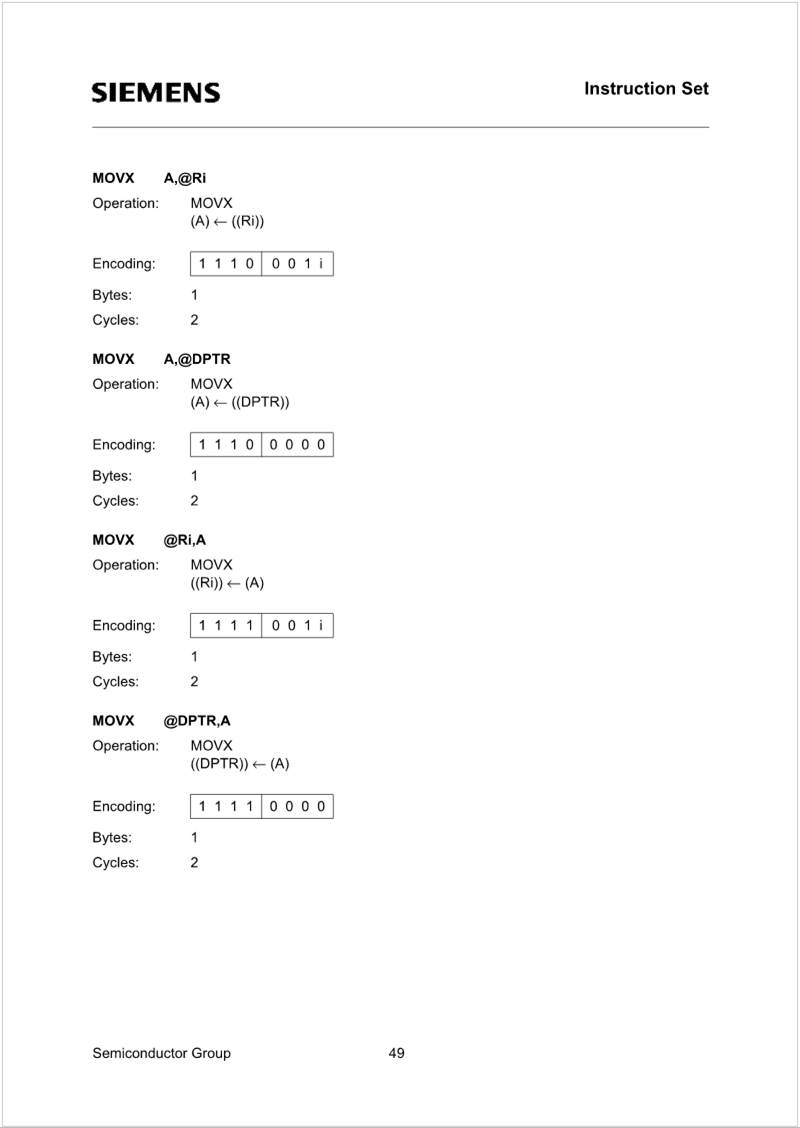 SIEMENS
Instruction Set
MOVX A,@Ri
Operation: MOVX
(A) ← ((Ri))
Encoding: 1 1 1 0 0 0 1 i
Bytes: 1
Cycles: 2
MOVX A,@DPTR
Operation: MOVX
(A) ← ((DPTR))
Encoding: 1 1 1 0 0 0 0 0
Bytes: 1
Cycles: 2
MOVX @Ri,A
Operation: MOVX
((Ri)) ← (A)
Encoding: 1 1 1 1 0 0 1 i
Bytes: 1
Cycles: 2
MOVX @DPTR,A
Operation: MOVX
((DPTR)) ← (A)
Encoding: 1 1 1 1 0 0 0 0
Bytes: 1
Cycles: 2
Semiconductor Group 49